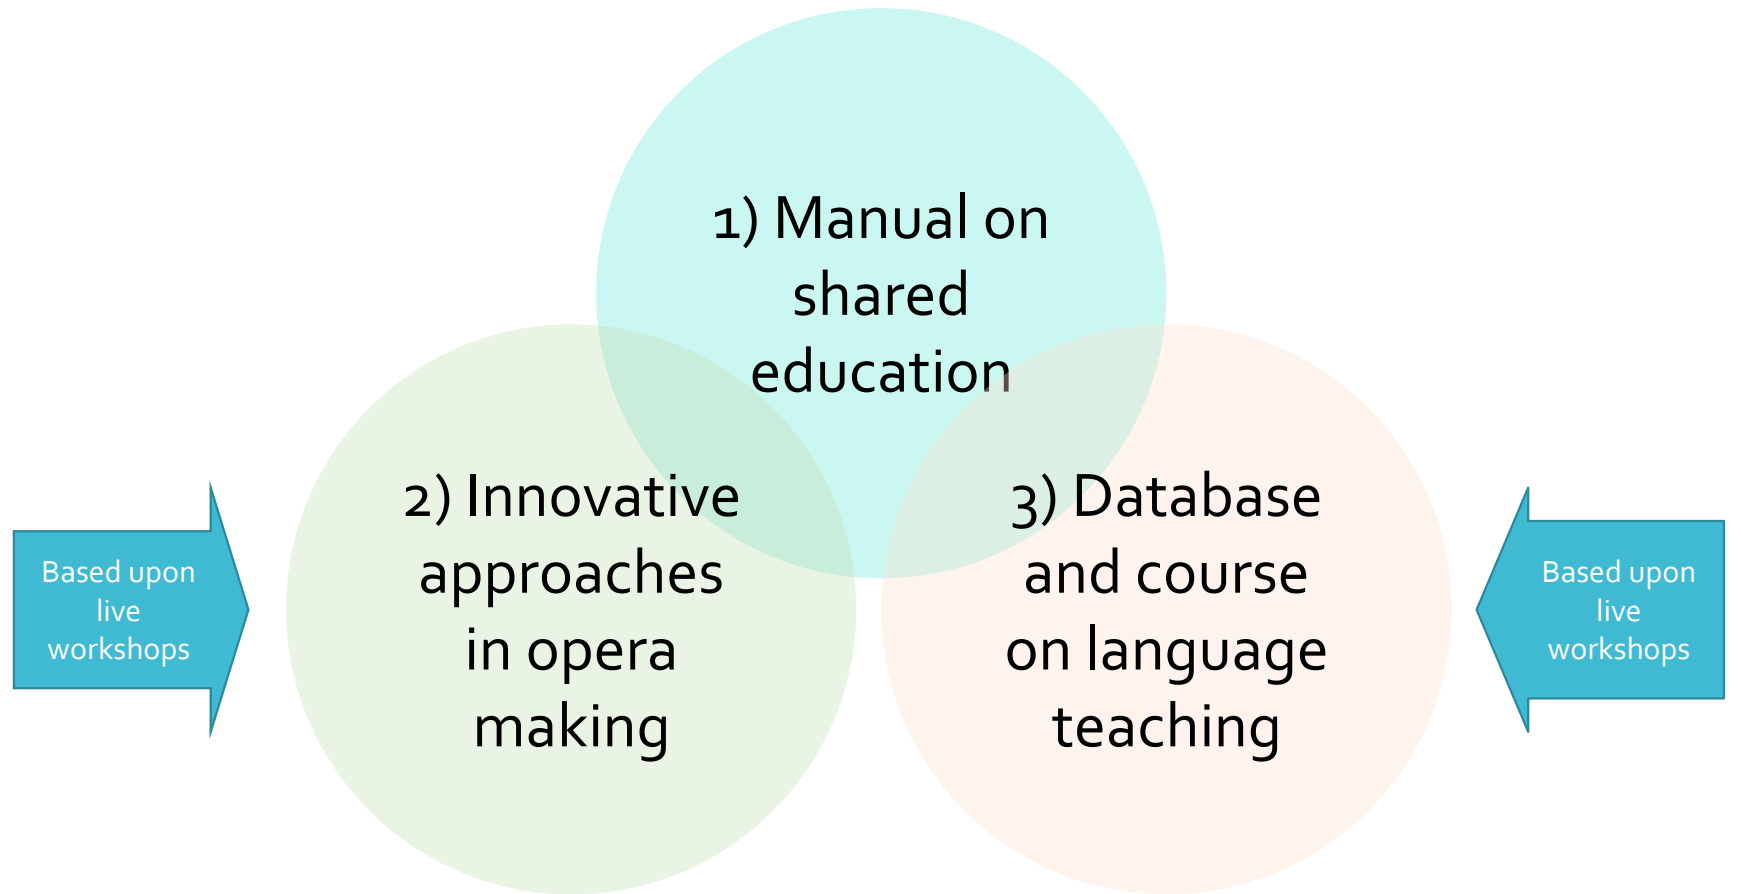 1) Manual on
shared
education
2) Innovative
approaches
in opera
making
3) Database
and course
on language
teaching
Based upon
live
workshops
Based upon
live
workshops